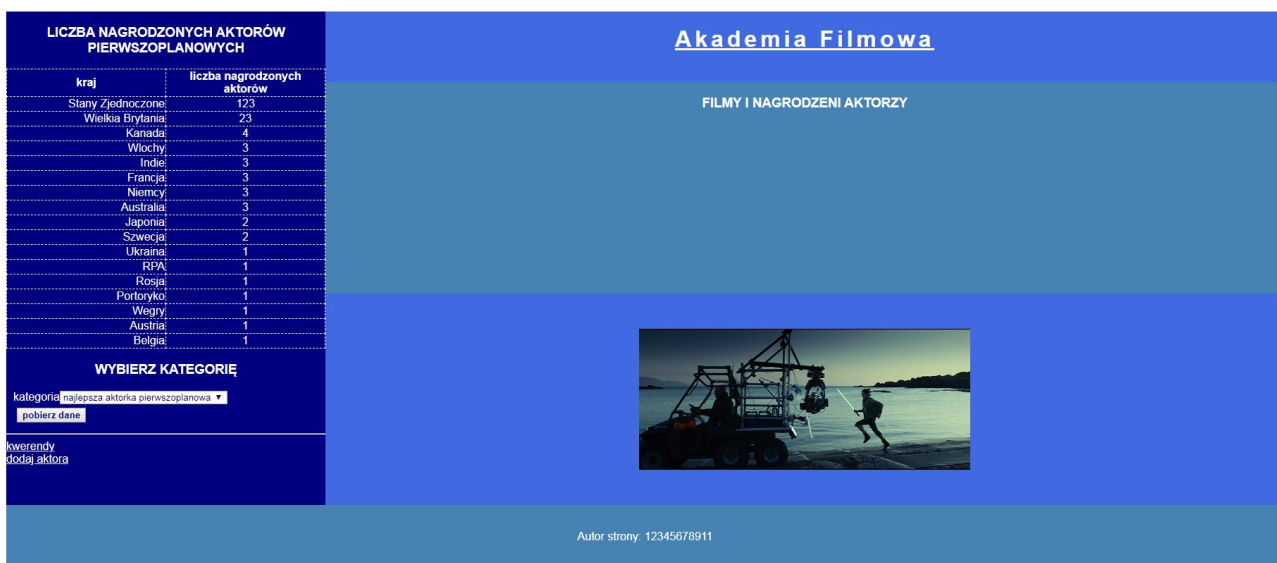 LICZBA NAGRODZONYCH AKTORÓW
PIERWSZOPLANOWYCH
kraj liczba nagrodzonych
aktorów
Stany Zjednoczone 123
Wielkia Brytania 23
Kanada 4
Wlochy 3
Indie 3
Francja 3
Niemcy 3
Australia 3
Japonia 2
Szwecja 2
Ukraina 1
RPA 1
Rosja 1
Portoryko 1
Wegry 1
Austria 1
Belgia 1
WYBIERZ KATEGORIĘ
kategoria najlepsza aktorka pierwszoplanowa
pobierz dane
kwerendy
dodaj aktora
Akademia Filmowa
FILMY I NAGRODZENI AKTORZY
Autor strony: 12345678911